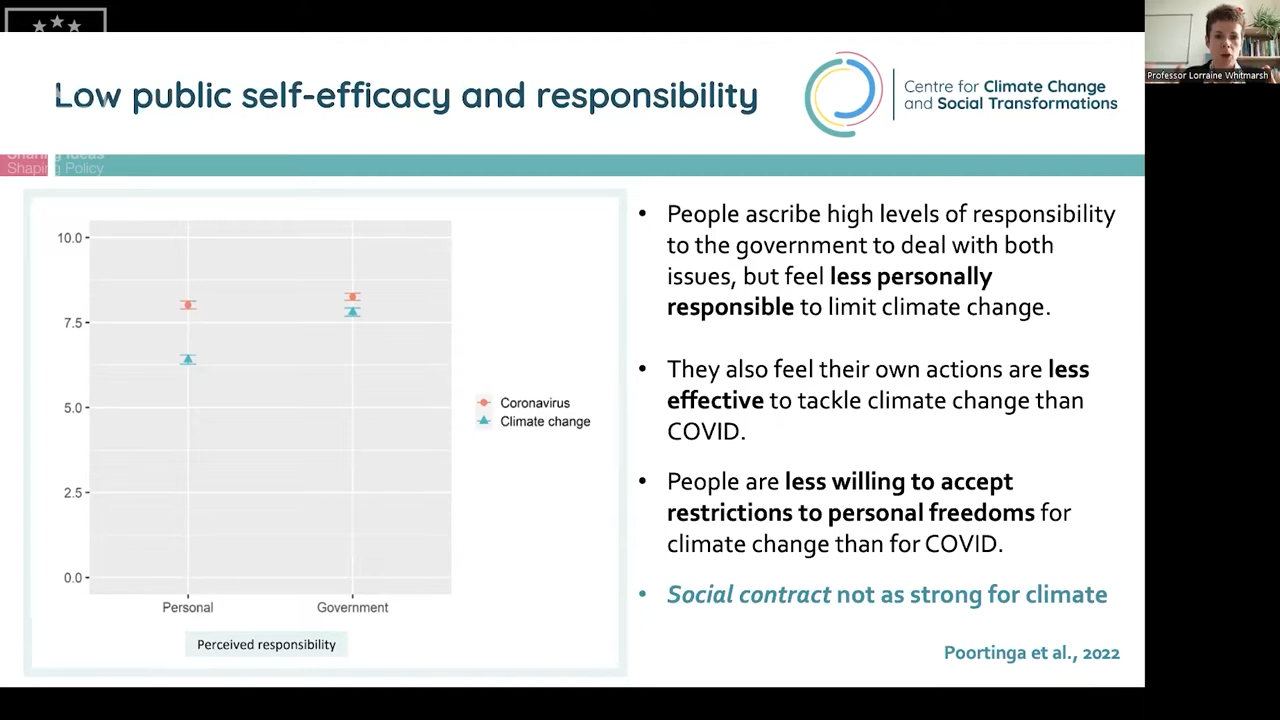 Low public self-efficacy and responsibility
Centre for Climate Change
and Social Transformations
Professor Lorraine Whitmarsh
Sharing Ideas
Shaping Policy
10.0
7.5
5.0
2.5
0.0
Personal
Government
Perceived responsibility
Coronavirus
Climate change
• People ascribe high levels of responsibility
to the government to deal with both
issues, but feel less personally
responsible to limit climate change.
• They also feel their own actions are less
effective to tackle climate change than
COVID.
• People are less willing to accept
restrictions to personal freedoms for
climate change than for COVID.
• Social contract not as strong for climate
Poortinga et al., 2022